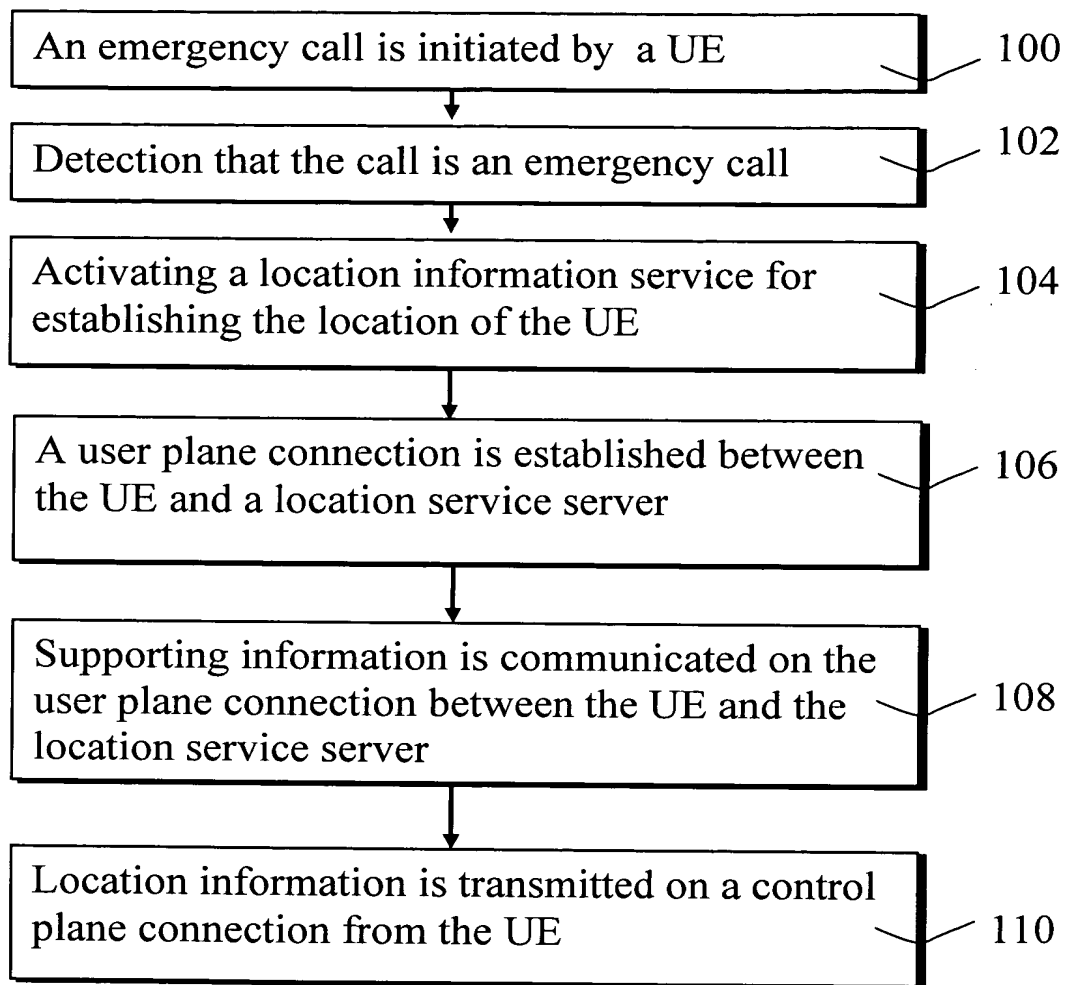 An emergency call is initiated by a UE
100
Detection that the call is an emergency call
102
Activating a location information service for
establishing the location of the UE
104
A user plane connection is established between
the UE and a location service server
106
Supporting information is communicated on the
user plane connection between the UE and the
location service server
108
Location information is transmitted on a control
plane connection from the UE
110